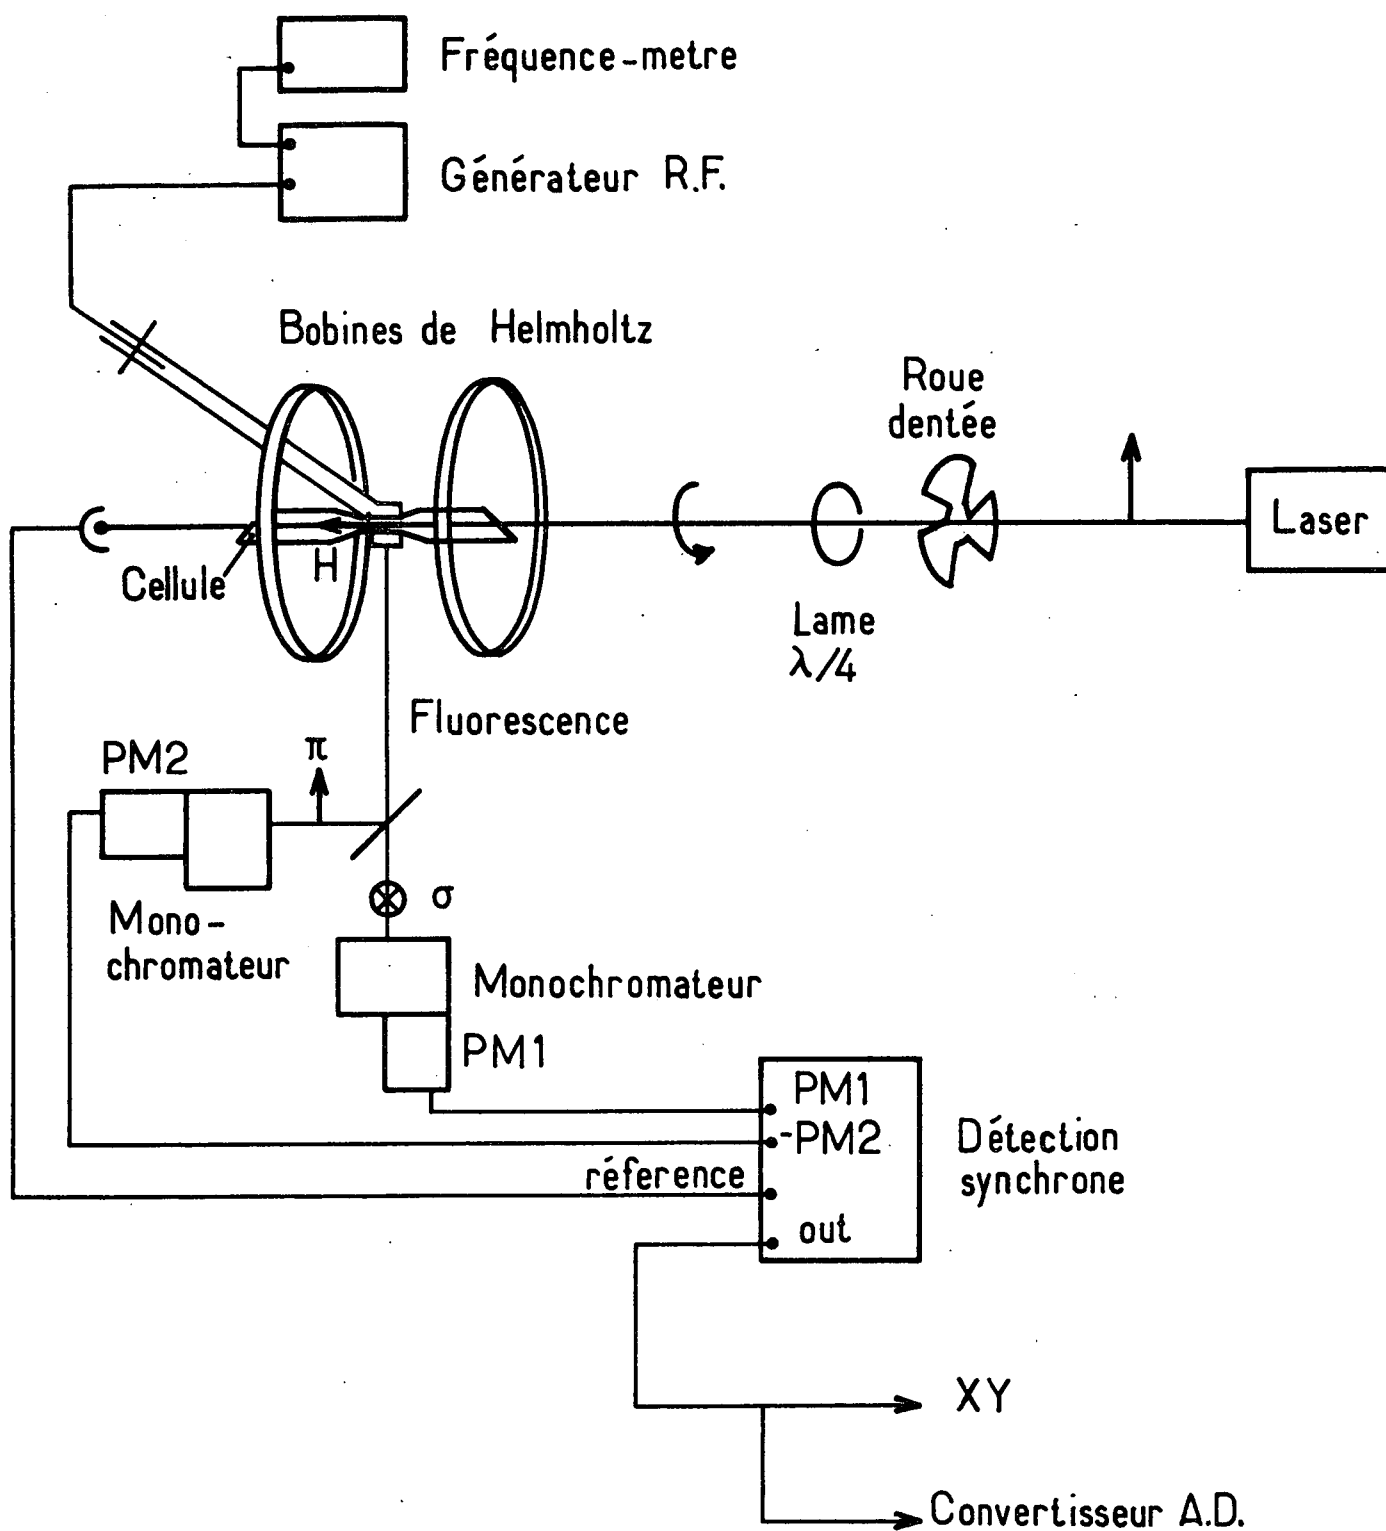 Fréquence-metre
Générateur R.F.
Bobines de Helmholtz
Roue
dentée
Laser
H
Cellule
Lame
λ/4
Fluorescence
PM2
π
σ
Mono-
chromateur
Monochromateur
PM1
PM1
-PM2
réference
out
Détection
synchrone
XY
Convertisseur A.D.